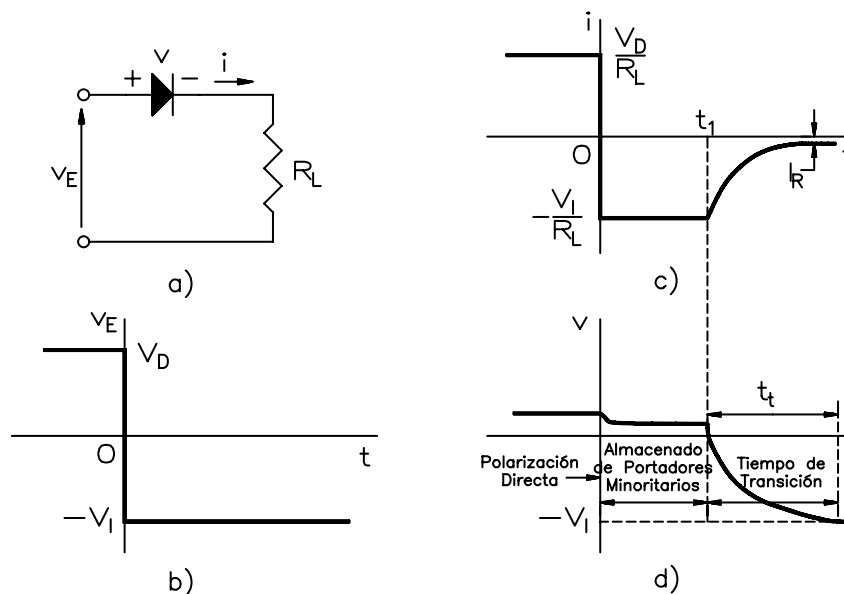 v
+ − i
v_E
R_L
a)
v_E
V_D
O
t
−V_I
b)
i
V_D
R_L
t_1
O
I_R
−V_I
R_L
c)
v
t_t
Polarización
Directa
Almacenado
de Portadores
Minoritarios
Tiempo de
Transición
−V_I
d)